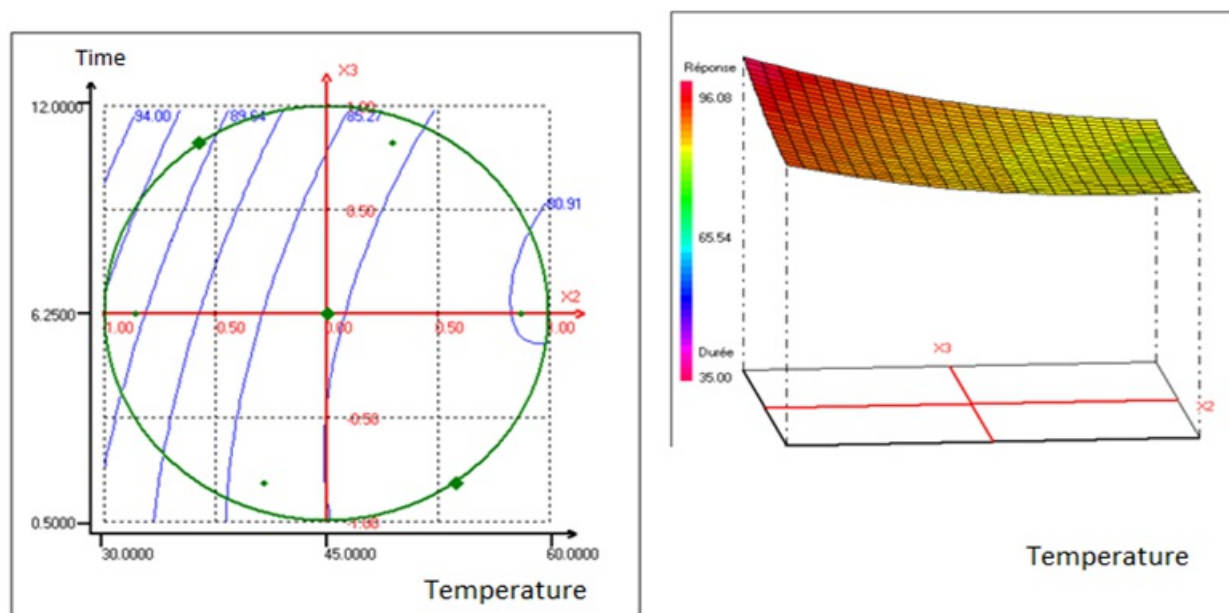 Time
X3
12.0000
94.00
89.64
1.00
85.27
0.50
80.91
X2
6.2500
1.00
0.50
0.00
0.50
1.00
-0.50
0.5000
-1.00
30.0000
45.0000
60.0000
Temperature
Réponse
96.08
65.54
Durée
35.00
X3
X2
Temperature